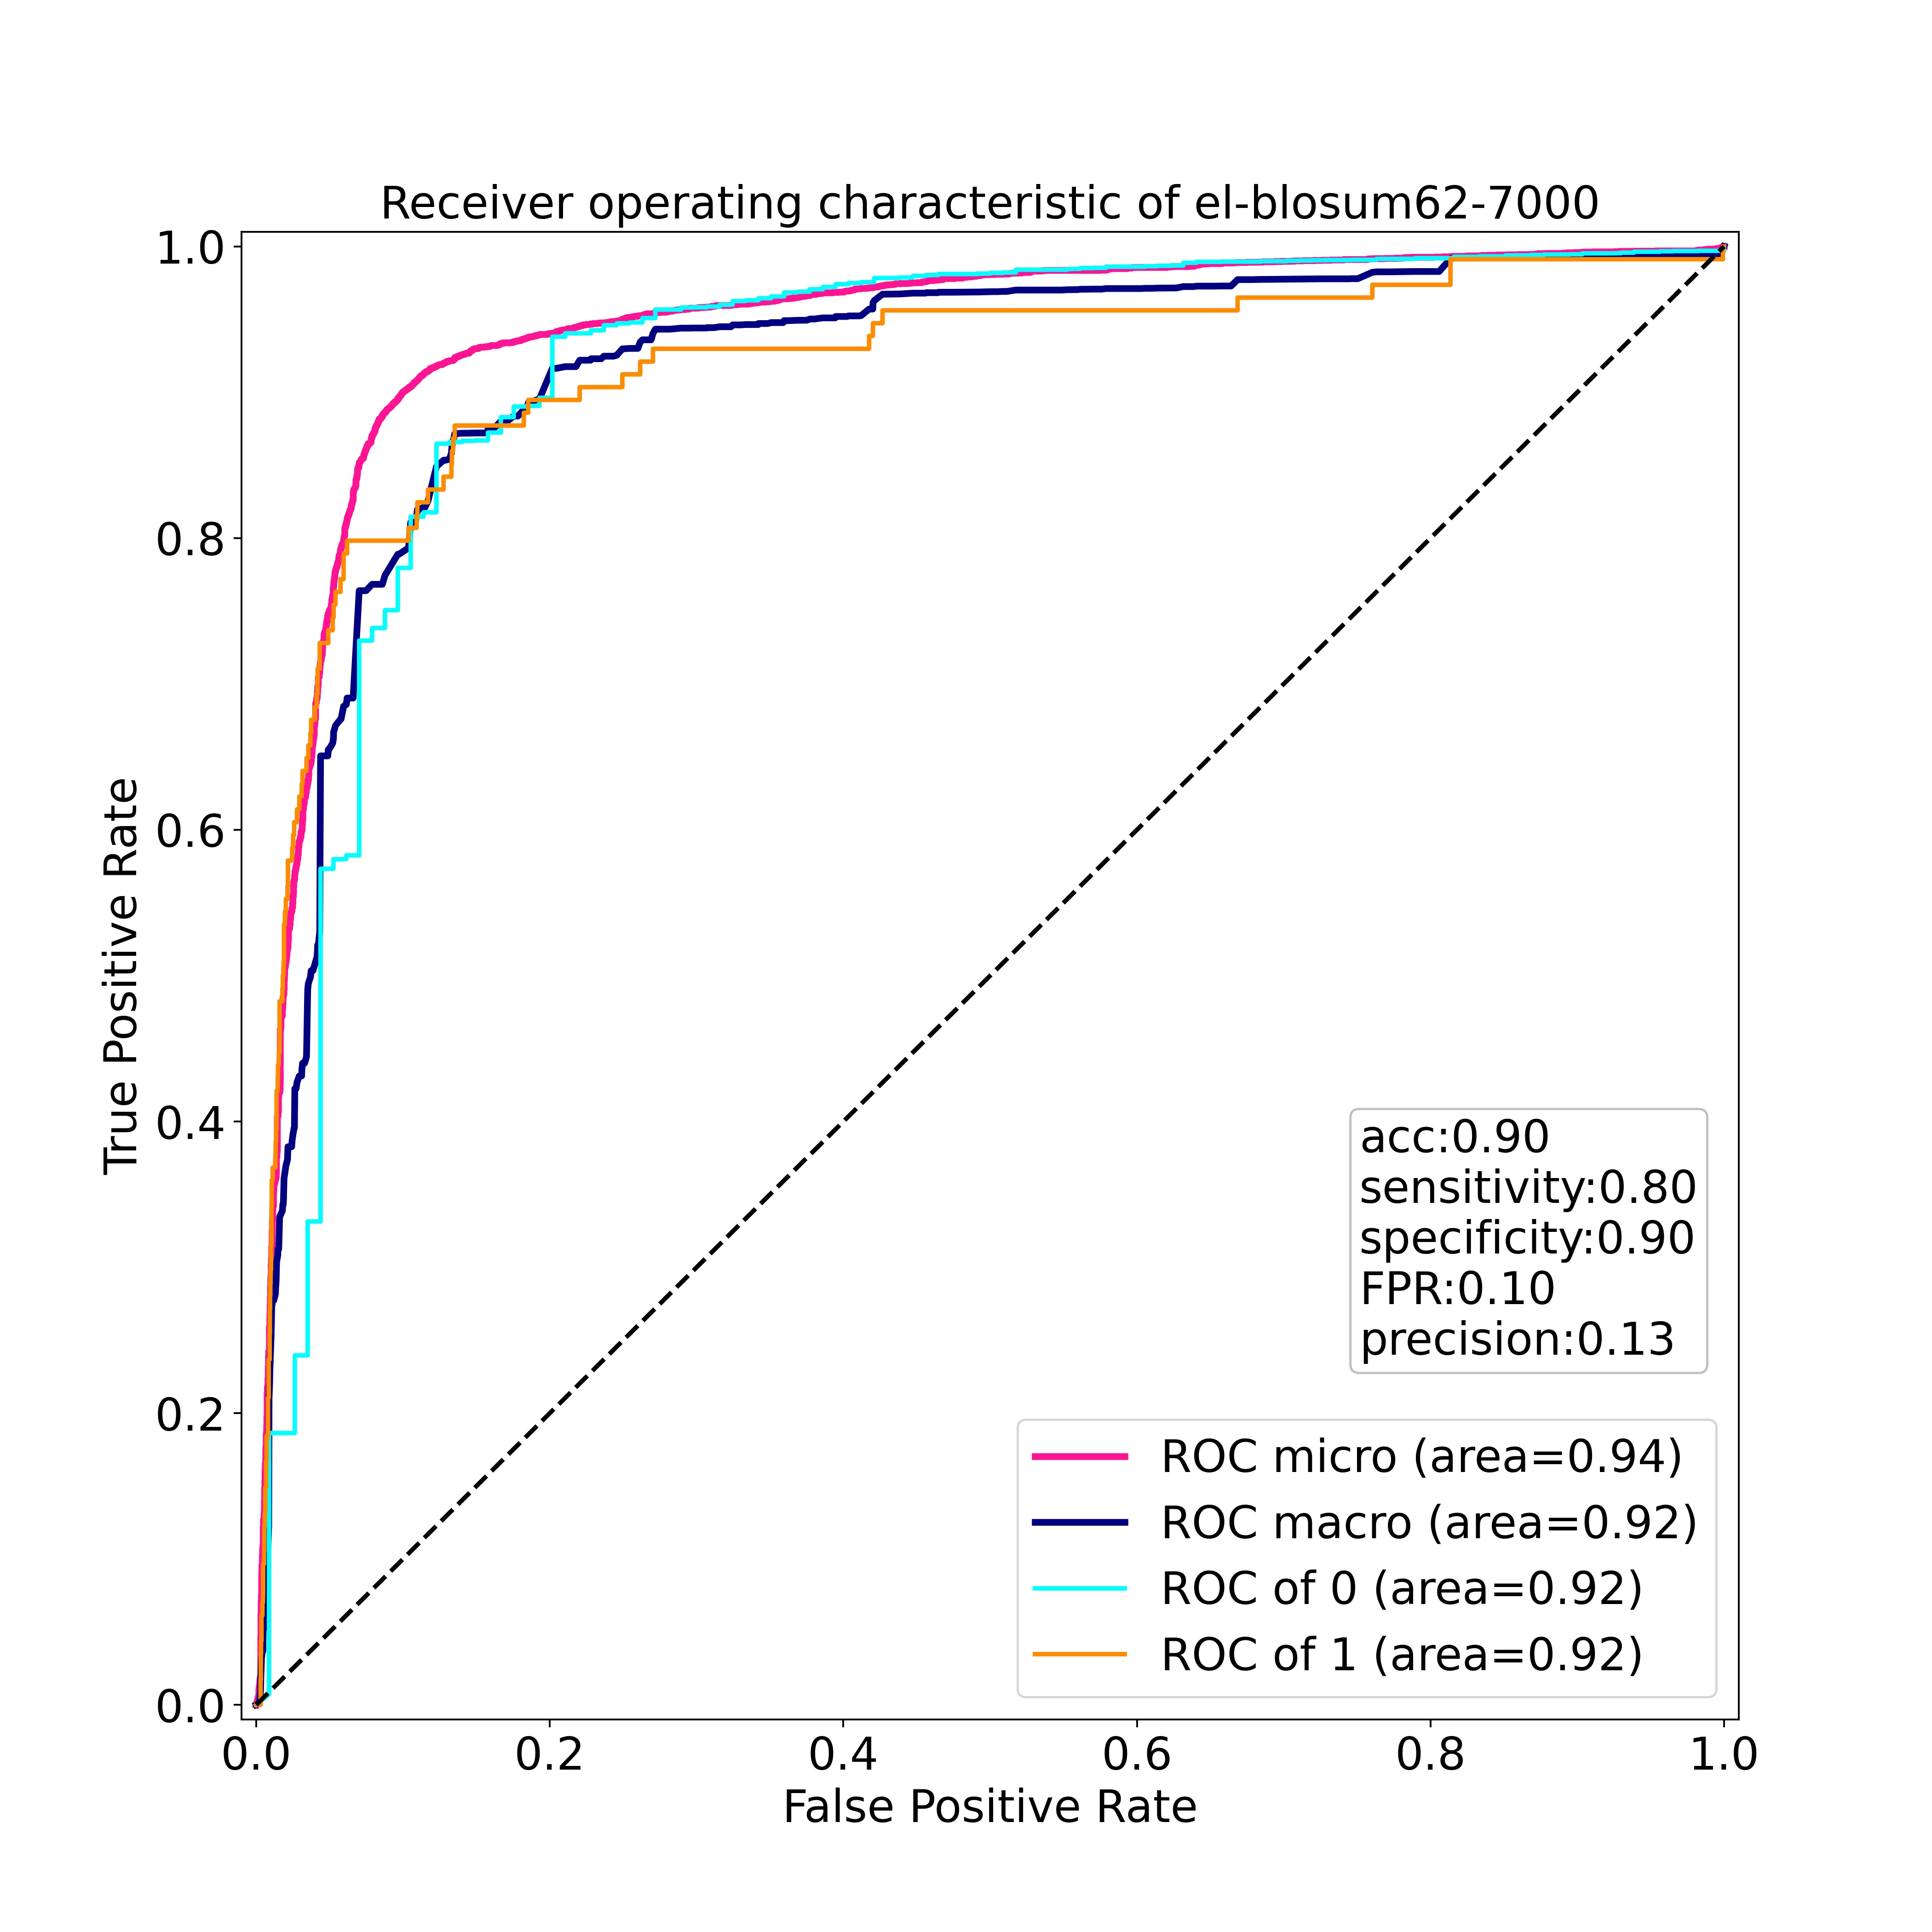 Receiver operating characteristic of el-blosum62-7000
1.0
0.8
0.6
0.4
0.2
0.0
True Positive Rate
acc:0.90
sensitivity:0.80
specificity:0.90
FPR:0.10
precision:0.13
ROC micro (area=0.94)
ROC macro (area=0.92)
ROC of 0 (area=0.92)
ROC of 1 (area=0.92)
0.0 0.2 0.4 0.6 0.8 1.0
False Positive Rate